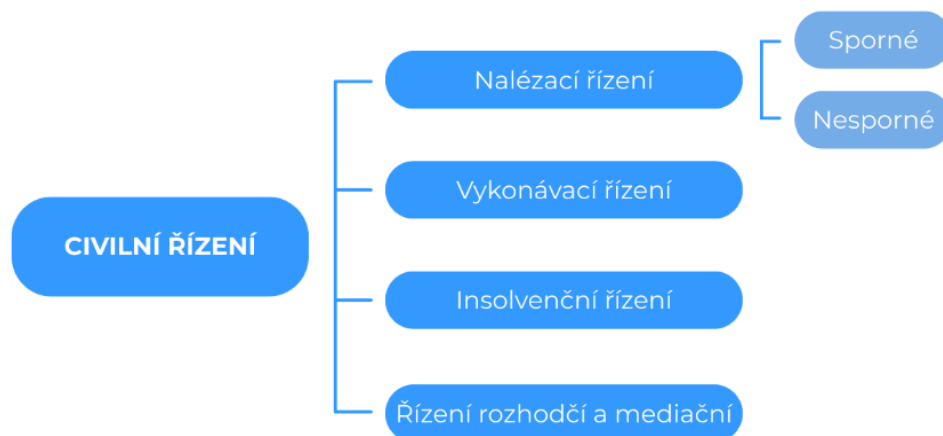 CIVILNÍ ŘÍZENÍ
Nalézací řízení
Sporné
Nesporné
Vykonávací řízení
Insolvenční řízení
Řízení rozhodčí a mediační